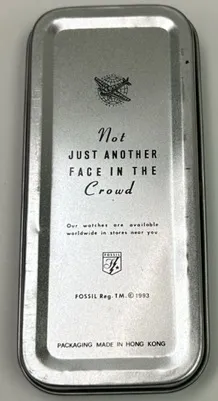 Not
JUST ANOTHER
FACE IN THE
Crowd
Our watches are available
worldwide in stores near you.
FOSSIL
FOSSIL Reg. TM. © 1993
PACKAGING MADE IN HONG KONG